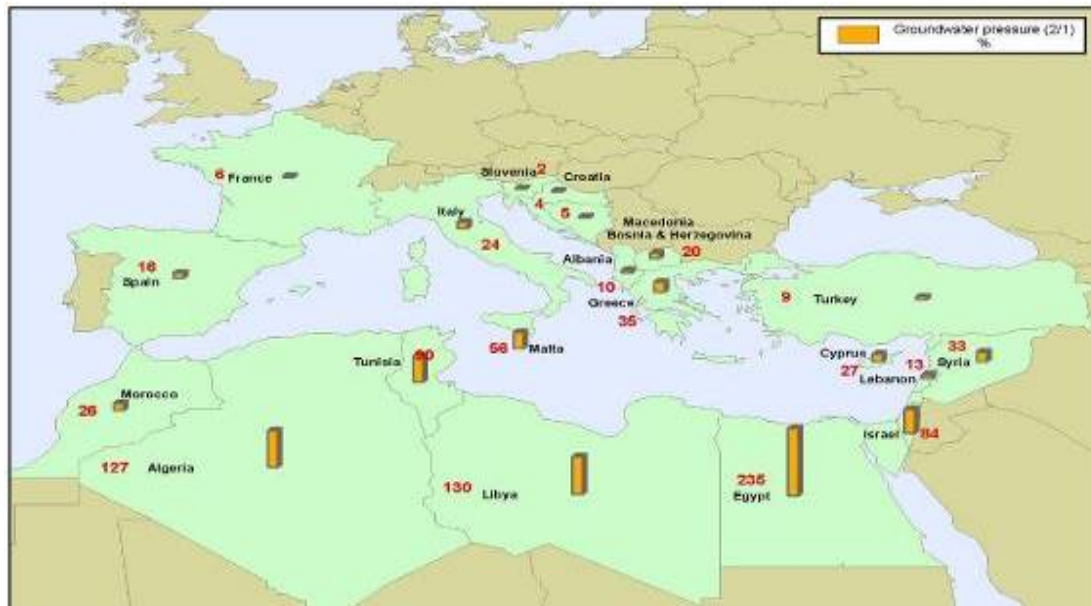 Groundwater pressure (2/1)
%
Slovenia
2
Croatia
6
France
4
5
Italy
Macedonia
Bosnia & Herzegovina
24
20
Albania
16
Spain
10
9
Turkey
Greece
35
56
Malta
Tunisia
90
Cyprus
33
27
13
Syria
Lebanon
Morocco
26
Israel
84
127
Algeria
130
Libya
235
Egypt